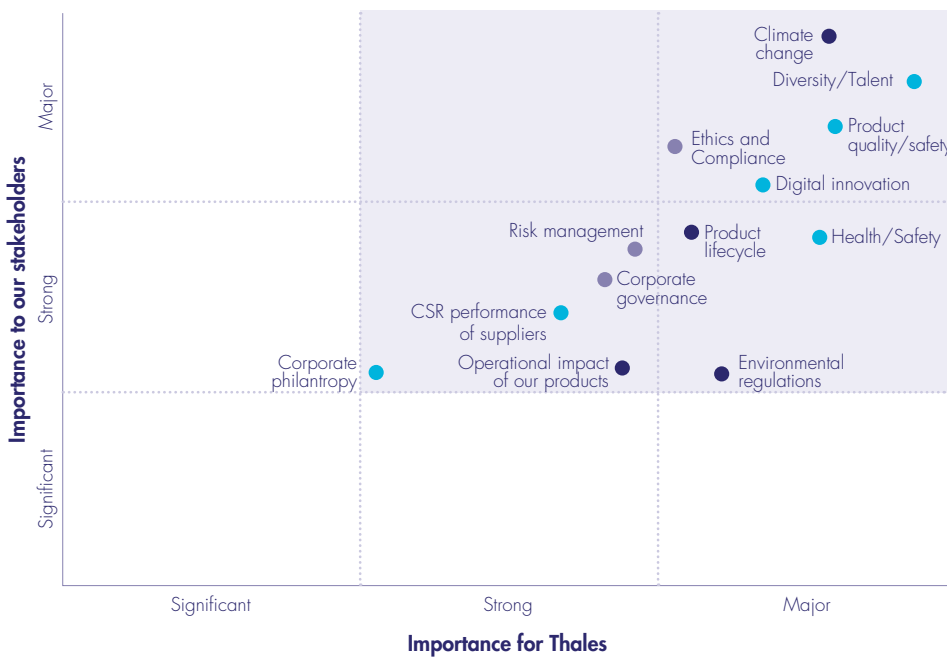 Climate
change
Diversity/Talent
Product
quality/safety
Ethics and
Compliance
Digital innovation
Risk management
Product
lifecycle
Health/Safety
Corporate
governance
CSR performance
of suppliers
Corporate
philantropy
Operational impact
of our products
Environmental
regulations
Importance to our stakeholders
Major
Strong
Significant
Significant
Strong
Major
Importance for Thales